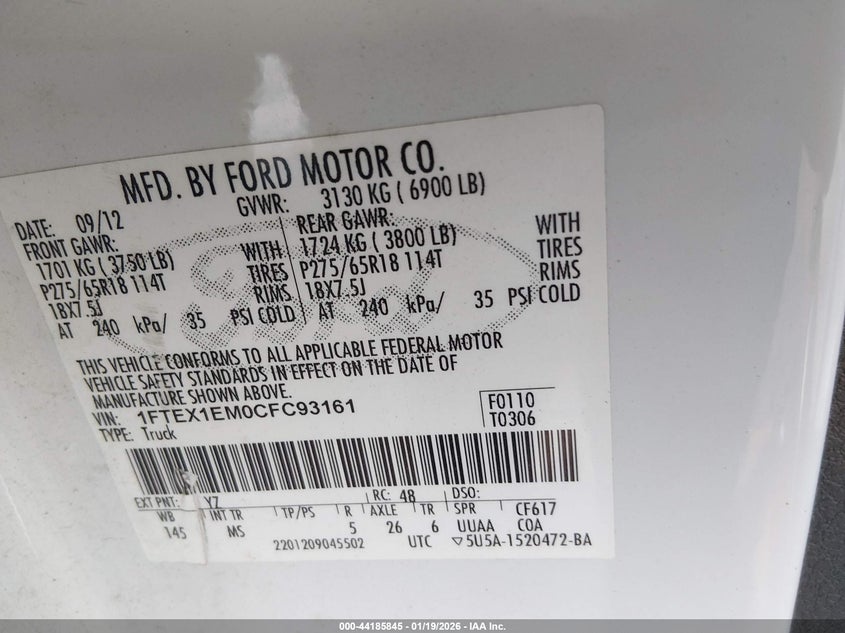 MFD. BY FORD MOTOR CO.
DATE: 09/12 GVWR: 3130 KG ( 6900 LB)
FRONT GAWR: REAR GAWR:
1701 KG ( 3750 LB) WITH 1724 KG ( 3800 LB) WITH
P275/65R18 114T TIRES P275/65R18 114T TIRES
18X7.5J RIMS 18X7.5J RIMS
AT 240 kPa/ 35 PSI COLD AT 240 kPa/ 35 PSI COLD
Ford
THIS VEHICLE CONFORMS TO ALL APPLICABLE FEDERAL MOTOR
VEHICLE SAFETY STANDARDS IN EFFECT ON THE DATE OF
MANUFACTURE SHOWN ABOVE.
VIN: 1FTEX1EM0CFC93161 F0110
TYPE: Truck T0306
EXT PNT: YZ RC: 48 DSO:
WB INT TR TP/PS R AXLE TR SPR CF617
145 MS 5 26 6 UUAA COA
2201209045502 UTC ▽5U5A-1520472-BA
000-44185845 | 01/19/2026 - IAA Inc.